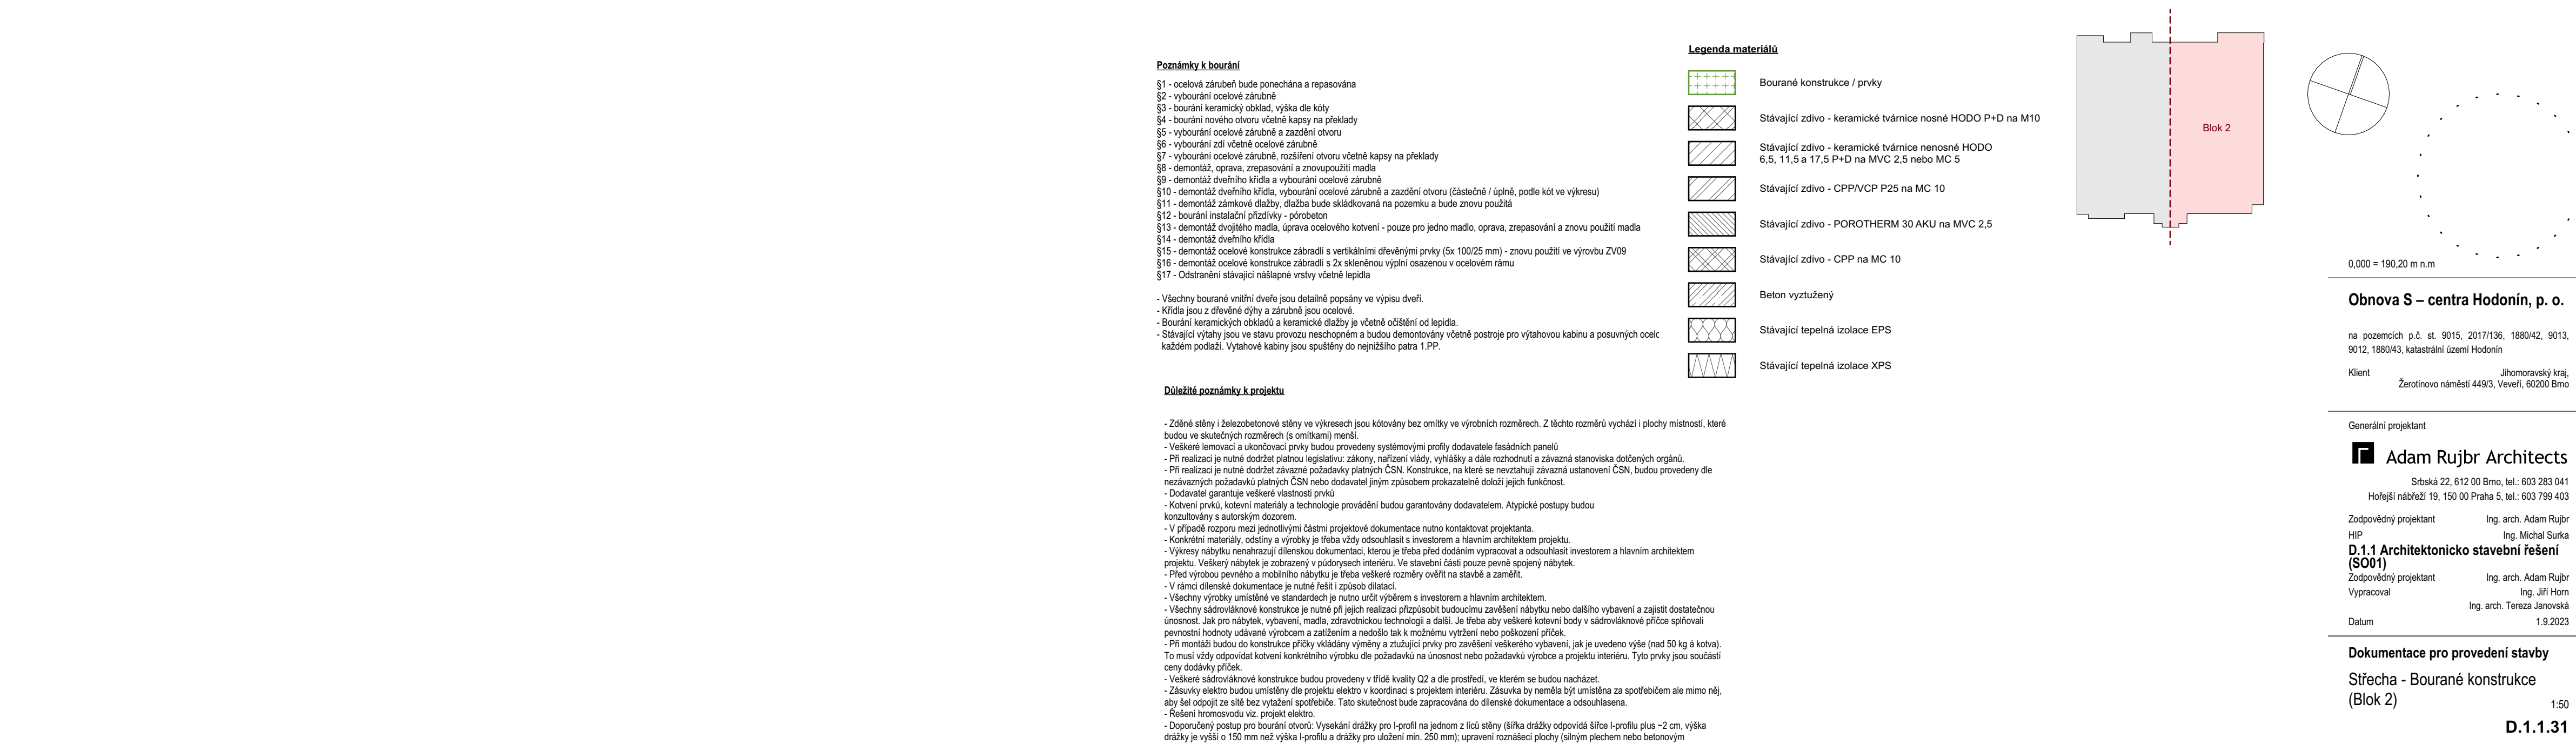 Poznámky k bourání
§1 - ocelová zárubeň bude ponechána a repasována
§2 - vybourání ocelové zárubně
§3 - bourání keramický obklad, výška dle kóty
§4 - bourání nového otvoru včetně kapsy na překlady
§5 - vybourání ocelové zárubně a zazdění otvoru
§6 - vybourání zdí včetně ocelové zárubně
§7 - vybourání ocelové zárubně, rozšíření otvoru včetně kapsy na překlady
§8 - demontáž, oprava, zrepasování a znovupoužití madla
§9 - demontáž dveřního křídla a vybourání ocelové zárubně
§10 - demontáž dveřního křídla, vybourání ocelové zárubně a zazdění otvoru (částečně / úplně, podle kót ve výkresu)
§11 - demontáž zámkové dlažby, dlažba bude skládkovaná na pozemku a bude znovu použitá
§12 - bourání instalační přizdívky - pórobeton
§13 - demontáž dvojitého madla, úprava ocelového kotvení - pouze pro jedno madlo, oprava, zrepasování a znovu použití madla
§14 - demontáž dveřního křídla
§15 - demontáž ocelové konstrukce zábradlí s vertikálními dřevěnými prvky (5x 100/25 mm) - znovu použití ve výrovbu ZV09
§16 - demontáž ocelové konstrukce zábradlí s 2x skleněnou výplní osazenou v ocelovém rámu
§17 - Odstranění stávající nášlapné vrstvy včetně lepidla
- Všechny bourané vnitřní dveře jsou detailně popsány ve výpisu dveří.
- Křídla jsou z dřevěné dýhy a zárubně jsou ocelové.
- Bourání keramických obkladů a keramické dlažby je včetně očištění od lepidla.
- Stávající výtahy jsou ve stavu provozu neschopném a budou demontovány včetně postroje pro výtahovou kabinu a posuvných ocelo
každém podlaží. Vytahové kabiny jsou spuštěny do nejnižšího patra 1.PP.
Důležité poznámky k projektu
- Zděné stěny i železobetonové stěny ve výkresech jsou kótovány bez omítky ve výrobních rozměrech. Z těchto rozměrů vychází i plochy místností, které
budou ve skutečných rozměrech (s omítkami) menší.
- Veškeré lemovací a ukončovací prvky budou provedeny systémovými profily dodavatele fasádních panelů
- Při realizaci je nutné dodržet platnou legislativu: zákony, nařízení vlády, vyhlášky a dále rozhodnutí a závazná stanoviska dotčených orgánů.
- Při realizaci je nutné dodržet závazné požadavky platných ČSN. Konstrukce, na které se nevztahují závazná ustanovení ČSN, budou provedeny dle
nezávazných požadavků platných ČSN nebo dodavatel jiným způsobem prokazatelně doloží jejich funkčnost.
- Dodavatel garantuje veškeré vlastnosti prvků
- Kotvení prvků, kotevní materiály a technologie provádění budou garantovány dodavatelem. Atypické postupy budou
konzultovány s autorským dozorem.
- V případě rozporu mezi jednotlivými částmi projektové dokumentace nutno kontaktovat projektanta.
- Konkrétní materiály, odstíny a výrobky je třeba vždy odsouhlasit s investorem a hlavním architektem projektu.
- Výkresy nábytku nenahrazují dílenskou dokumentaci, kterou je třeba před dodáním vypracovat a odsouhlasit investorem a hlavním architektem
projektu. Veškerý nábytek je zobrazený v půdorysech interiéru. Ve stavební části pouze pevně spojený nábytek.
- Před výrobou pevného a mobilního nábytku je třeba veškeré rozměry ověřit na stavbě a zaměřit.
- V rámci dílenské dokumentace je nutné řešit i způsob dilatací.
- Všechny výrobky umístěné ve standardech je nutno určit výběrem s investorem a hlavním architektem.
- Všechny sádrovláknové konstrukce je nutné při jejich realizaci přizpůsobit budoucímu zavěšení nábytku nebo dalšího vybavení a zajistit dostatečnou
únosnost. Jak pro nábytek, vybavení, madla, zdravotnickou technologii a další. Je třeba aby veškeré kotevní body v sádrovláknové příčce splňovali
pevnostní hodnoty udávané výrobcem a zatížením a nedošlo tak k možnému vytržení nebo poškození příček.
- Při montáži budou do konstrukce příčky vkládány výměny a ztužující prvky pro zavěšení veškerého vybavení, jak je uvedeno výše (nad 50 kg á kotva).
To musí vždy odpovídat kotvení konkrétního výrobku dle požadavků na únosnost nebo požadavků výrobce a projektu interiéru. Tyto prvky jsou součástí
ceny dodávky příček.
- Veškeré sádrovláknové konstrukce budou provedeny v třídě kvality Q2 a dle prostředí, ve kterém se budou nacházet.
- Zásuvky elektro budou umístěny dle projektu elektro v koordinaci s projektem interiéru. Zásuvka by neměla být umístěna za spotřebičem ale mimo něj,
aby šel odpojit ze sítě bez vytažení spotřebiče. Tato skutečnost bude zapracována do dílenské dokumentace a odsouhlasena.
- Řešení hromosvodu viz. projekt elektro.
- Doporučený postup pro bourání otvorů: Vysekání drážky pro I-profil na jednom z líců stěny (šířka drážky odpovídá šířce I-profilu plus ~2 cm, výška
drážky je vyšší o 150 mm než výška I-profilu a drážky pro uložení min. 250 mm); upravení roznášecí plochy (silným plechem nebo betonovým
Legenda materiálů
Bourané konstrukce / prvky
Stávající zdivo - keramické tvárnice nosné HODO P+D na M10
Stávající zdivo - keramické tvárnice nenosné HODO
6,5, 11,5 a 17,5 P+D na MVC 2,5 nebo MC 5
Stávající zdivo - CPP/VCP P25 na MC 10
Stávající zdivo - POROTHERM 30 AKU na MVC 2,5
Stávající zdivo - CPP na MC 10
Beton vyztužený
Stávající tepelná izolace EPS
Stávající tepelná izolace XPS
Blok 2
0,000 = 190,20 m n.m
Obnova S – centra Hodonín, p. o.
na pozemcích p.č. st. 9015, 2017/136, 1880/42, 9013,
9012, 1880/43, katastrální území Hodonín
Klient Jihomoravský kraj,
Žerotínovo náměstí 449/3, Veveří, 60200 Brno
Generální projektant
Adam Rujbr Architects
Srbská 22, 612 00 Brno, tel.: 603 283 041
Hořejší nábřeží 19, 150 00 Praha 5, tel.: 603 799 403
Zodpovědný projektant Ing. arch. Adam Rujbr
HIP Ing. Michal Surka
D.1.1 Architektonicko stavební řešení
(SO01)
Zodpovědný projektant Ing. arch. Adam Rujbr
Vypracoval Ing. Jiří Horn
Ing. arch. Tereza Janovská
Datum 1.9.2023
Dokumentace pro provedení stavby
Střecha - Bourané konstrukce
(Blok 2)
1:50
D.1.1.31